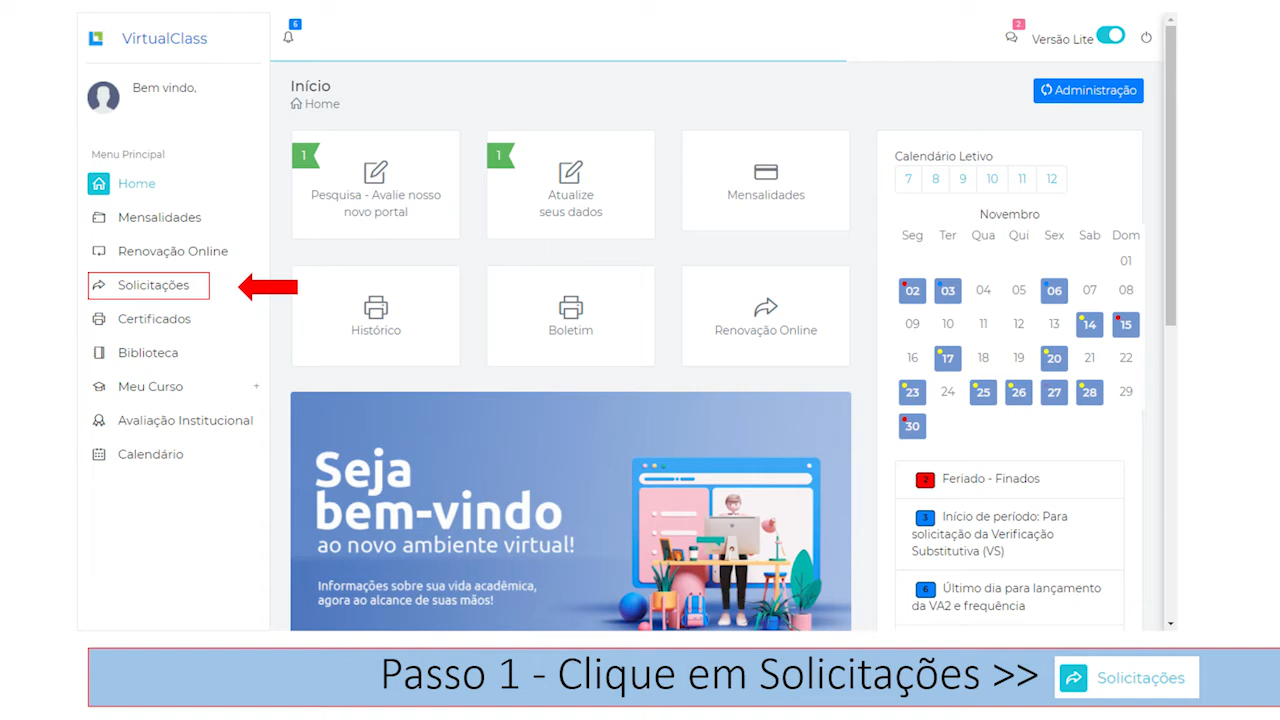 VirtualClass
6
2
Versão Lite
Bem vindo,
Menu Principal
Home
Mensalidades
Renovação Online
Solicitações
Certificados
Biblioteca
Meu Curso +
Avaliação Institucional
Calendário
Início
Home
Administração
1
Pesquisa - Avalie nosso
novo portal
1
Atualize
seus dados
Mensalidades
Histórico
Boletim
Renovação Online
Seja
bem-vindo
ao novo ambiente virtual!
Informações sobre sua vida acadêmica,
agora ao alcance de suas mãos!
Calendário Letivo
7 8 9 10 11 12
Novembro
Seg Ter Qua Qui Sex Sab Dom
01
02 03 04 05 06 07 08
09 10 11 12 13 14 15
16 17 18 19 20 21 22
23 24 25 26 27 28 29
30
2 Feriado - Finados
3 Início de período: Para
solicitação da Verificação
Substitutiva (VS)
6 Último dia para lançamento
da VA2 e frequência
Passo 1 - Clique em Solicitações >> Solicitações